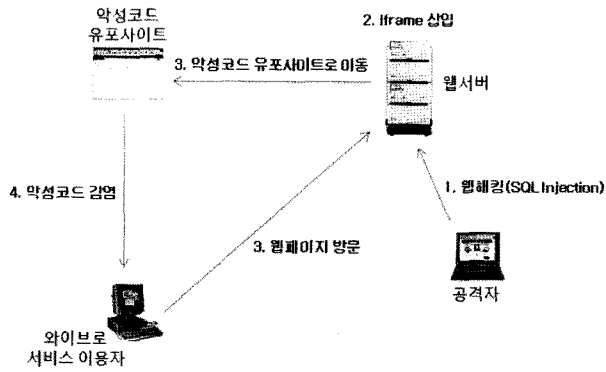 악성코드
유포사이트
2. Iframe 삽입
3. 악성코드 유포사이트로 이동
웹서버
1. 웹해킹(SQL Injection)
4. 악성코드 감염
3. 웹페이지 방문
공격자
와이브로
서비스 이용자